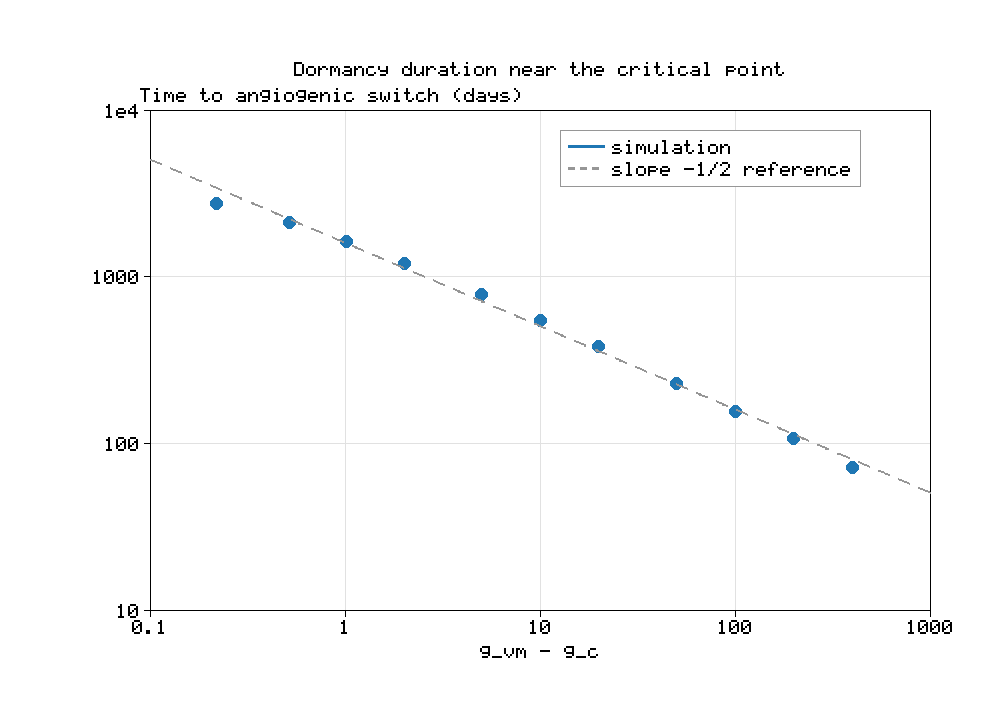 Dormancy duration near the critical point
Time to angiogenic switch (days)
1e4
simulation
slope -1/2 reference
1000
100
10
0.1 1 10 100 1000
g_vm - g_c